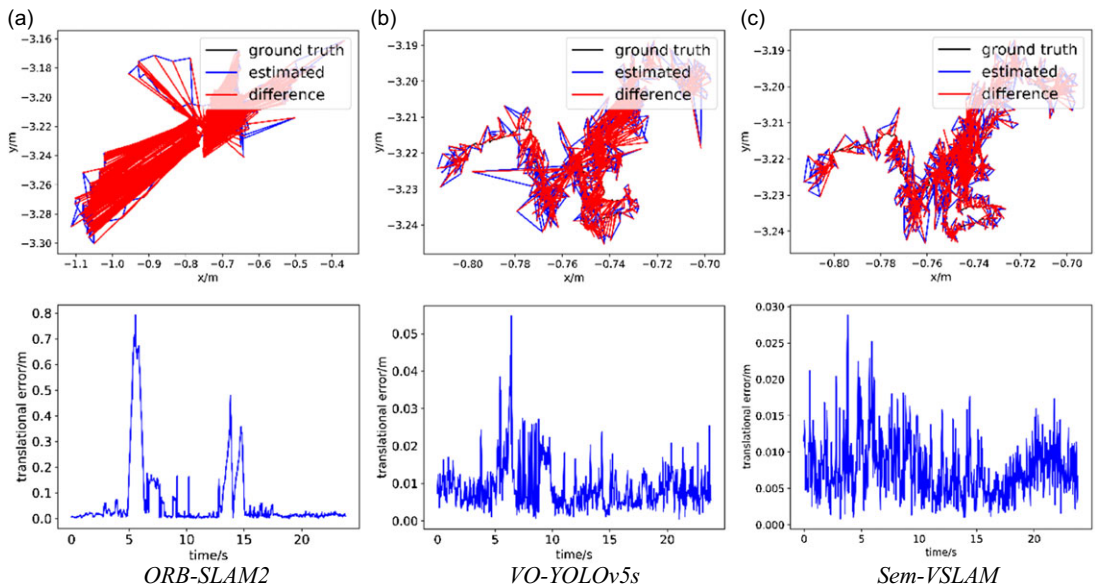 (a)
−3.16
−3.18
−3.20
−3.22
−3.24
−3.26
−3.28
−3.30
y/m
ground truth
estimated
difference
−1.1 −1.0 −0.9 −0.8 −0.7 −0.6 −0.5 −0.4
x/m
(b)
−3.19
−3.20
−3.21
−3.22
−3.23
−3.24
y/m
ground truth
estimated
difference
−0.80 −0.78 −0.76 −0.74 −0.72 −0.70
x/m
(c)
−3.19
−3.20
−3.21
−3.22
−3.23
−3.24
y/m
ground truth
estimated
difference
−0.80 −0.78 −0.76 −0.74 −0.72 −0.70
x/m
0.8
0.7
0.6
0.5
0.4
0.3
0.2
0.1
0.0
translational error/m
0 5 10 15 20
time/s
ORB-SLAM2
0.05
0.04
0.03
0.02
0.01
0.00
translational error/m
0 5 10 15 20
time/s
VO-YOLOv5s
0.030
0.025
0.020
0.015
0.010
0.005
0.000
translational error/m
0 5 10 15 20
time/s
Sem-VSLAM